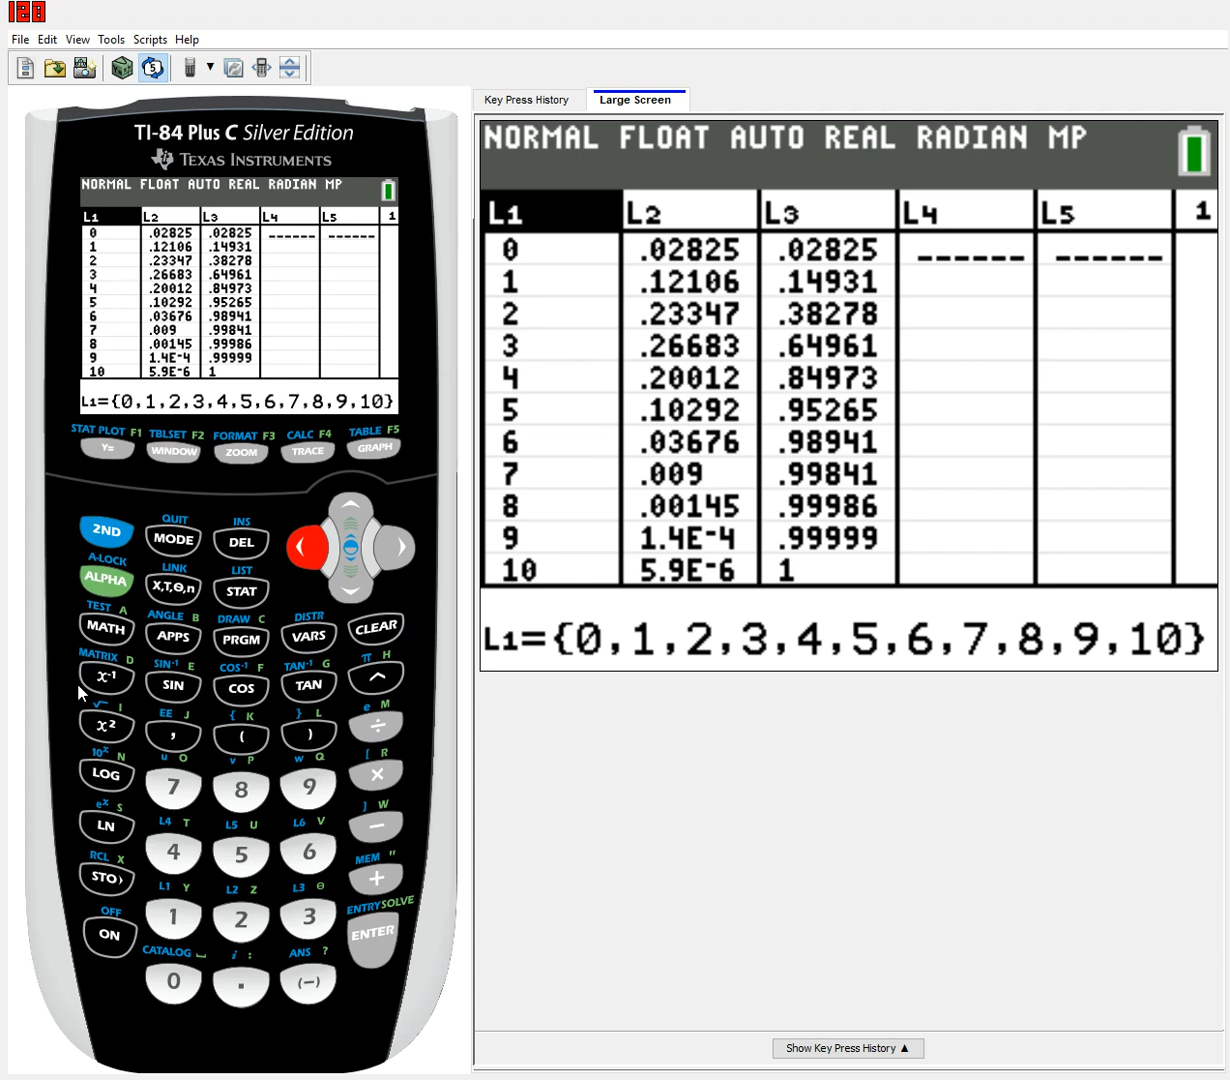 128
File Edit View Tools Scripts Help
5
Key Press History Large Screen
TI-84 Plus C Silver Edition
TEXAS INSTRUMENTS
NORMAL FLOAT AUTO REAL RADIAN MP
L1 L2 L3 L4 L5 1
0 .02825 .02825 ------ ------
1 .12106 .14931
2 .23347 .38278
3 .26683 .64961
4 .20012 .84973
5 .10292 .95265
6 .03676 .98941
7 .009 .99841
8 .00145 .99986
9 1.4E-4 .99999
10 5.9E-6 1
L1={0,1,2,3,4,5,6,7,8,9,10}
STAT PLOT F1 TBLSET F2 FORMAT F3 CALC F4 TABLE F5
Y= WINDOW ZOOM TRACE GRAPH
QUIT INS
2ND MODE DEL
A-LOCK LINK LIST
ALPHA X,T,Θ,n STAT
TEST A ANGLE B DRAW C DISTR
MATH APPS PRGM VARS CLEAR
MATRIX D SIN⁻¹ E COS⁻¹ F TAN⁻¹ G π H
x⁻¹ SIN COS TAN ^
√ I EE J { K } L e M
x² , ( ) ÷
10ˣ N u O v P w Q [ R
LOG 7 8 9 ×
eˣ S L4 T L5 U L6 V ] W
LN 4 5 6 −
RCL X L1 Y L2 Z L3 θ MEM "
STO› 1 2 3 +
OFF CATALOG ⎵ i : ANS ? ENTRY SOLVE
ON 0 . (−) ENTER
NORMAL FLOAT AUTO REAL RADIAN MP
L1 L2 L3 L4 L5 1
0 .02825 .02825 ------ ------
1 .12106 .14931
2 .23347 .38278
3 .26683 .64961
4 .20012 .84973
5 .10292 .95265
6 .03676 .98941
7 .009 .99841
8 .00145 .99986
9 1.4E-4 .99999
10 5.9E-6 1
L1={0,1,2,3,4,5,6,7,8,9,10}
Show Key Press History ▲